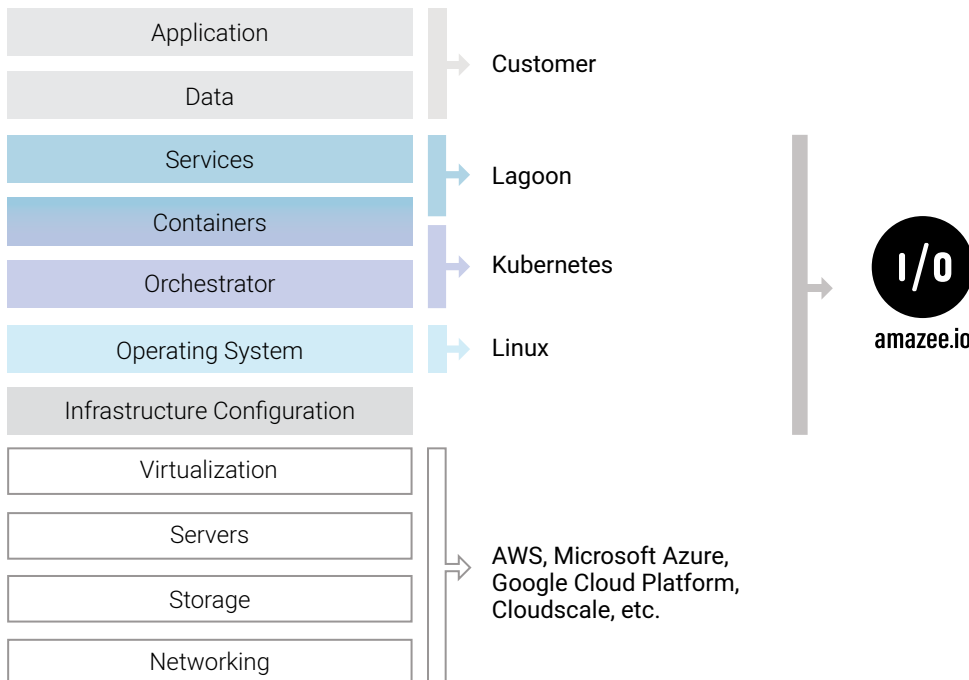 Application
Data
Services
Containers
Orchestrator
Operating System
Infrastructure Configuration
Virtualization
Servers
Storage
Networking
Customer
Lagoon
Kubernetes
Linux
AWS, Microsoft Azure,
Google Cloud Platform,
Cloudscale, etc.
I/O
amazee.io